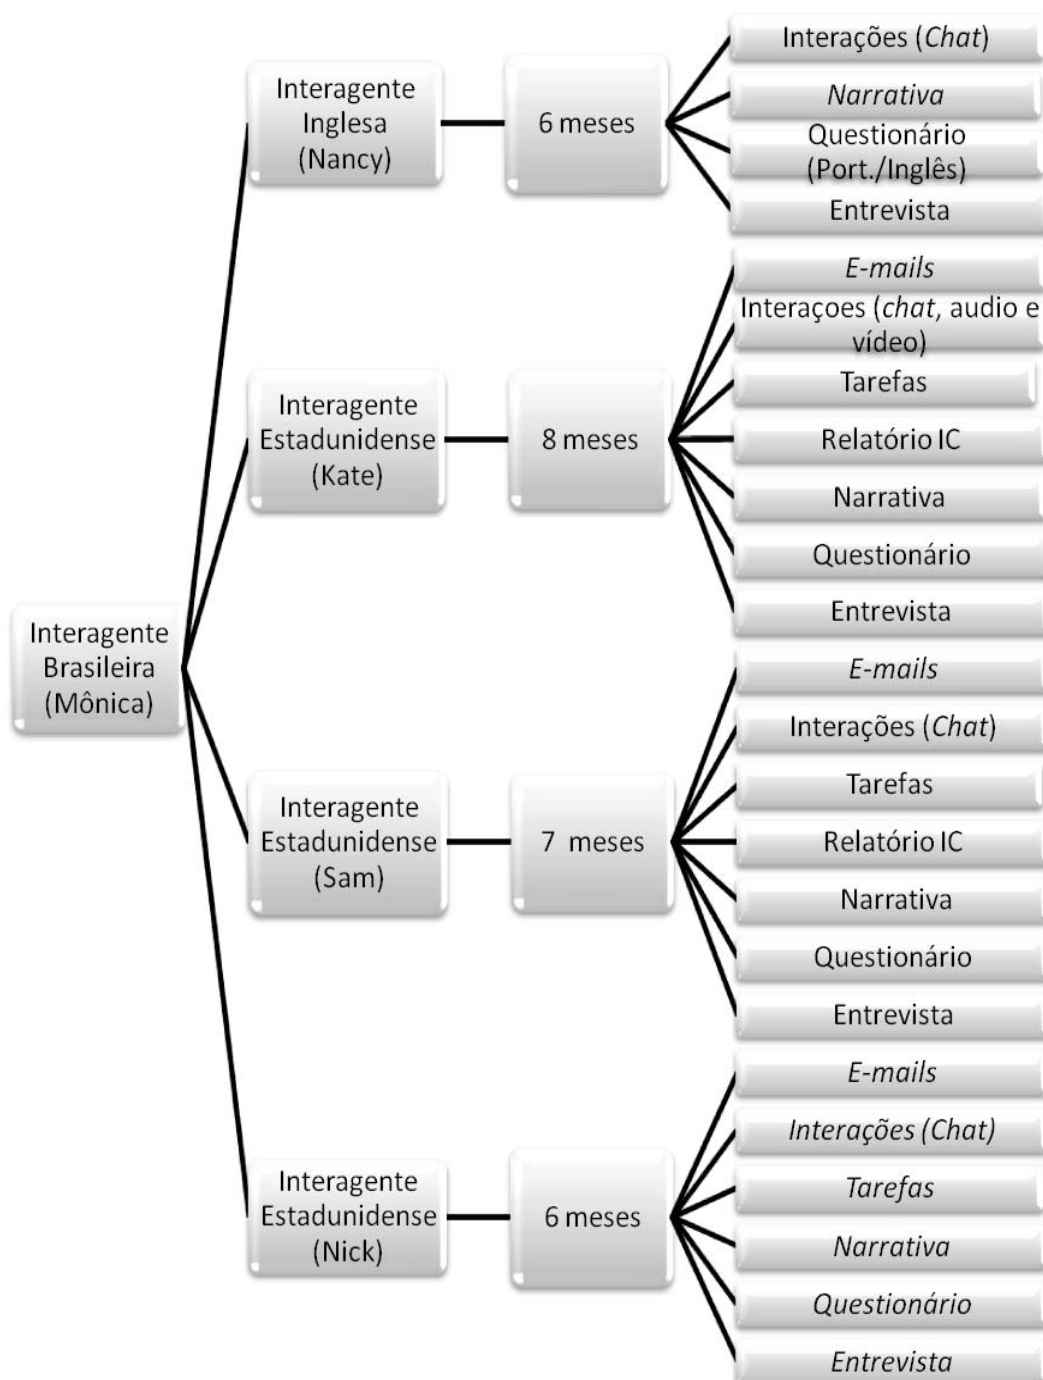 Interagente
Brasileira
(Mônica)
Interagente
Inglesa
(Nancy)
6 meses
Interações (Chat)
Narrativa
Questionário
(Port./Inglês)
Entrevista
Interagente
Estadunidense
(Kate)
8 meses
E-mails
Interaçoes (chat, audio e
vídeo)
Tarefas
Relatório IC
Narrativa
Questionário
Entrevista
Interagente
Estadunidense
(Sam)
7 meses
E-mails
Interações (Chat)
Tarefas
Relatório IC
Narrativa
Questionário
Entrevista
Interagente
Estadunidense
(Nick)
6 meses
E-mails
Interações (Chat)
Tarefas
Narrativa
Questionário
Entrevista